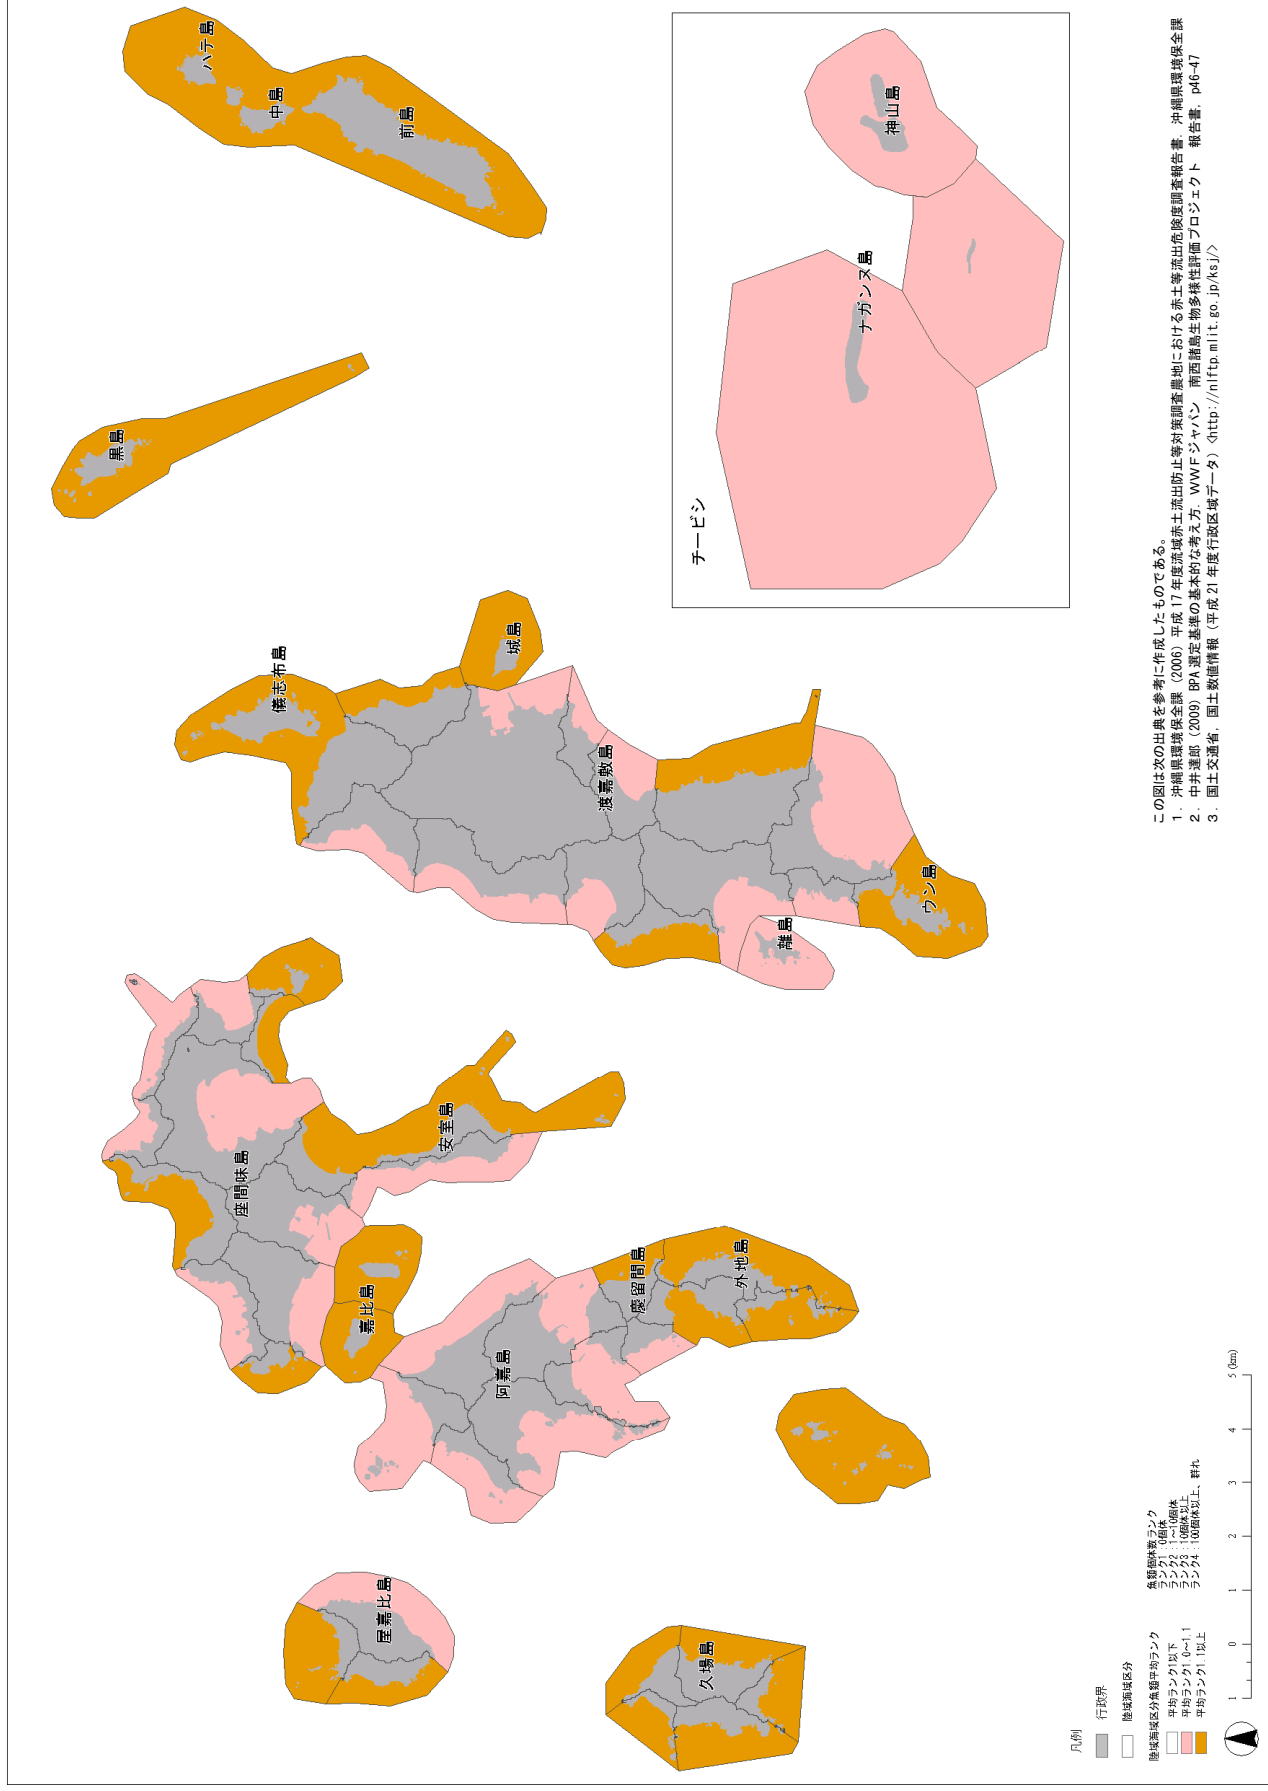 ハテ島
中島
前島
黒島
儀志布島
城島
渡嘉敷島
離島
ウン島
座間味島
安室島
嘉比島
阿嘉島
慶留間島
外地島
屋嘉比島
久場島
チービシ
ナガンヌ島
神山島
凡例
行政界
陸域海域区分
陸域海域区分魚類平均ランク
平均ランク1以下
平均ランク1.0~1.1
平均ランク1.1以上
魚類個体数ランク
ランク1:0個体
ランク2:1~10個体
ランク3:10個体以上
ランク4:100個体以上、群れ
1 0 1 2 3 4 5(km)
この図は次の出典を参考に作成したものである。
1. 沖縄県環境保全課 (2006) 平成17年度流域赤土流出防止等対策調査農地における赤土等流出危険度調査報告書. 沖縄県環境保全課
2. 中井達郎 (2009) BPA選定基準の基本的な考え方. WWFジャパン 南西諸島生物多様性評価プロジェクト 報告書, p46-47
3. 国土交通省, 国土数値情報 (平成21年度行政区域データ) <http://nlftp.mlit.go.jp/ksj/>